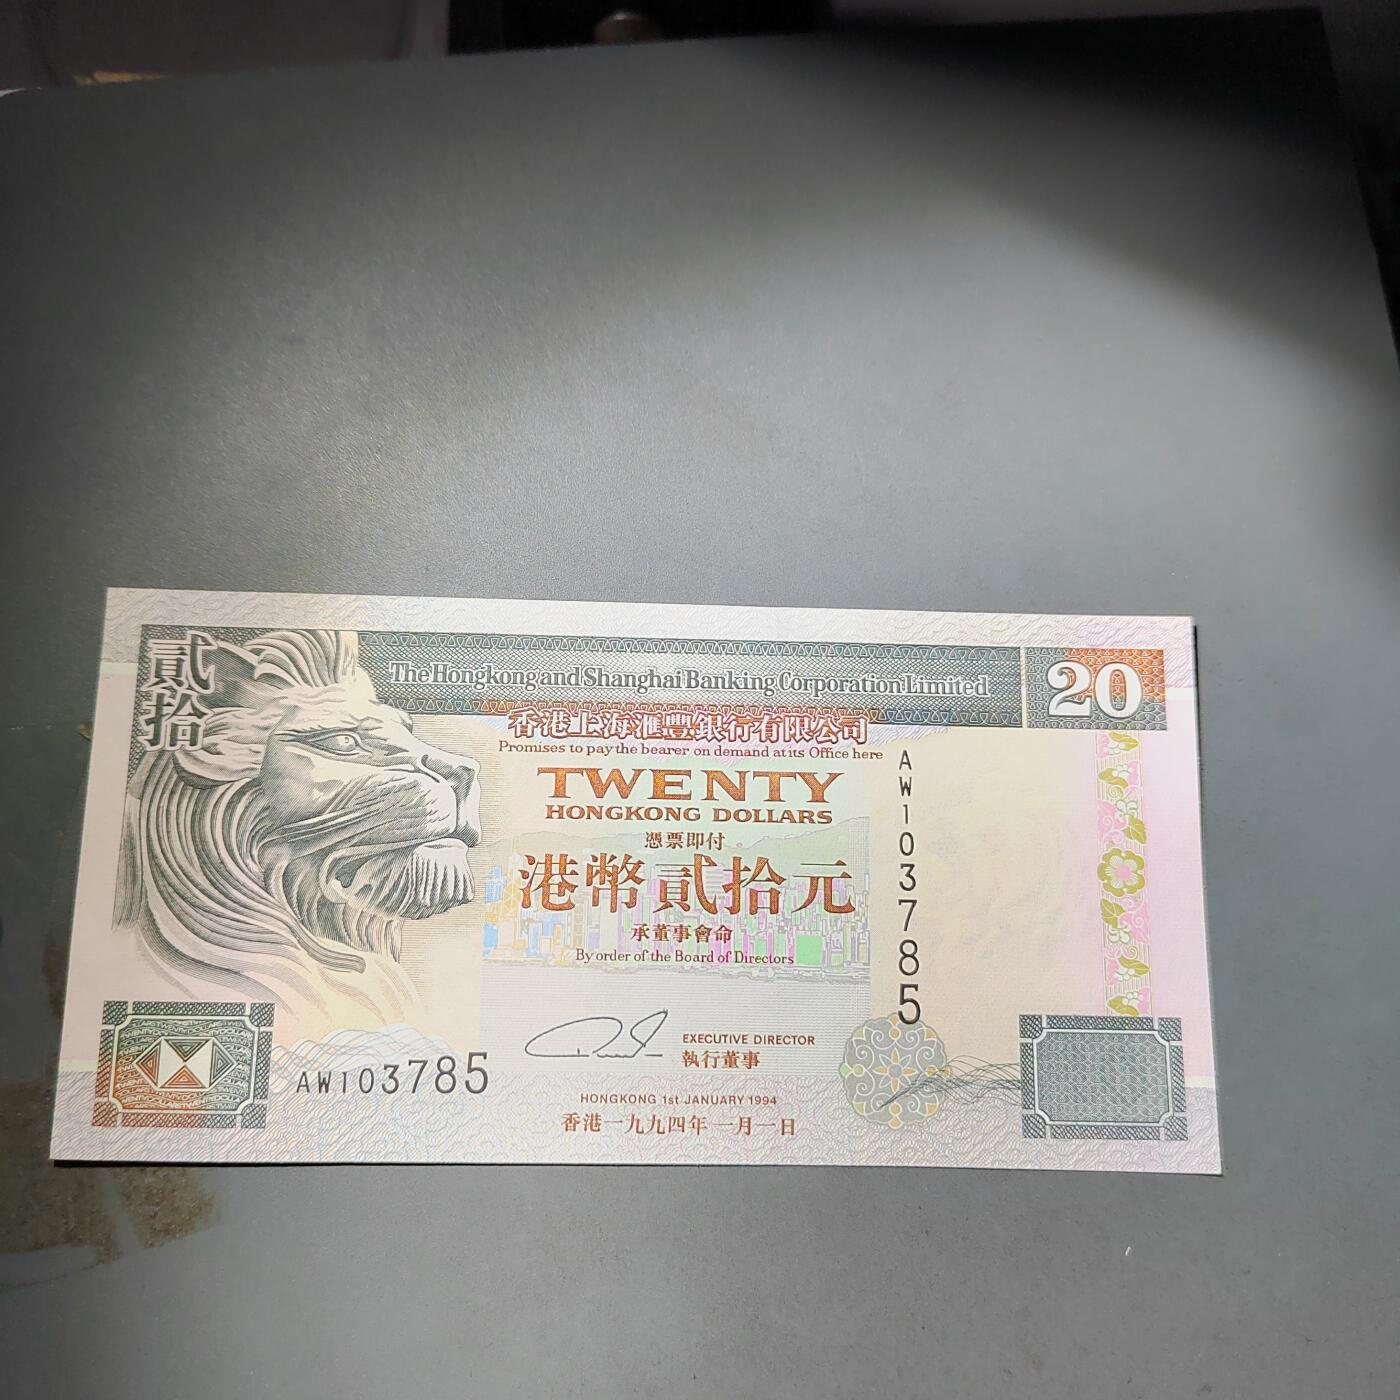 貳拾
The Hongkong and Shanghai Banking Corporation Limited
20
香港上海滙豐銀行有限公司
Promises to pay the bearer on demand at its Office here
TWENTY
HONGKONG DOLLARS
憑票即付
港幣貳拾元
承董事會命
By order of the Board of Directors
AW103785
EXECUTIVE DIRECTOR
執行董事
AW103785
HONGKONG 1st JANUARY 1994
香港一九九四年一月一日